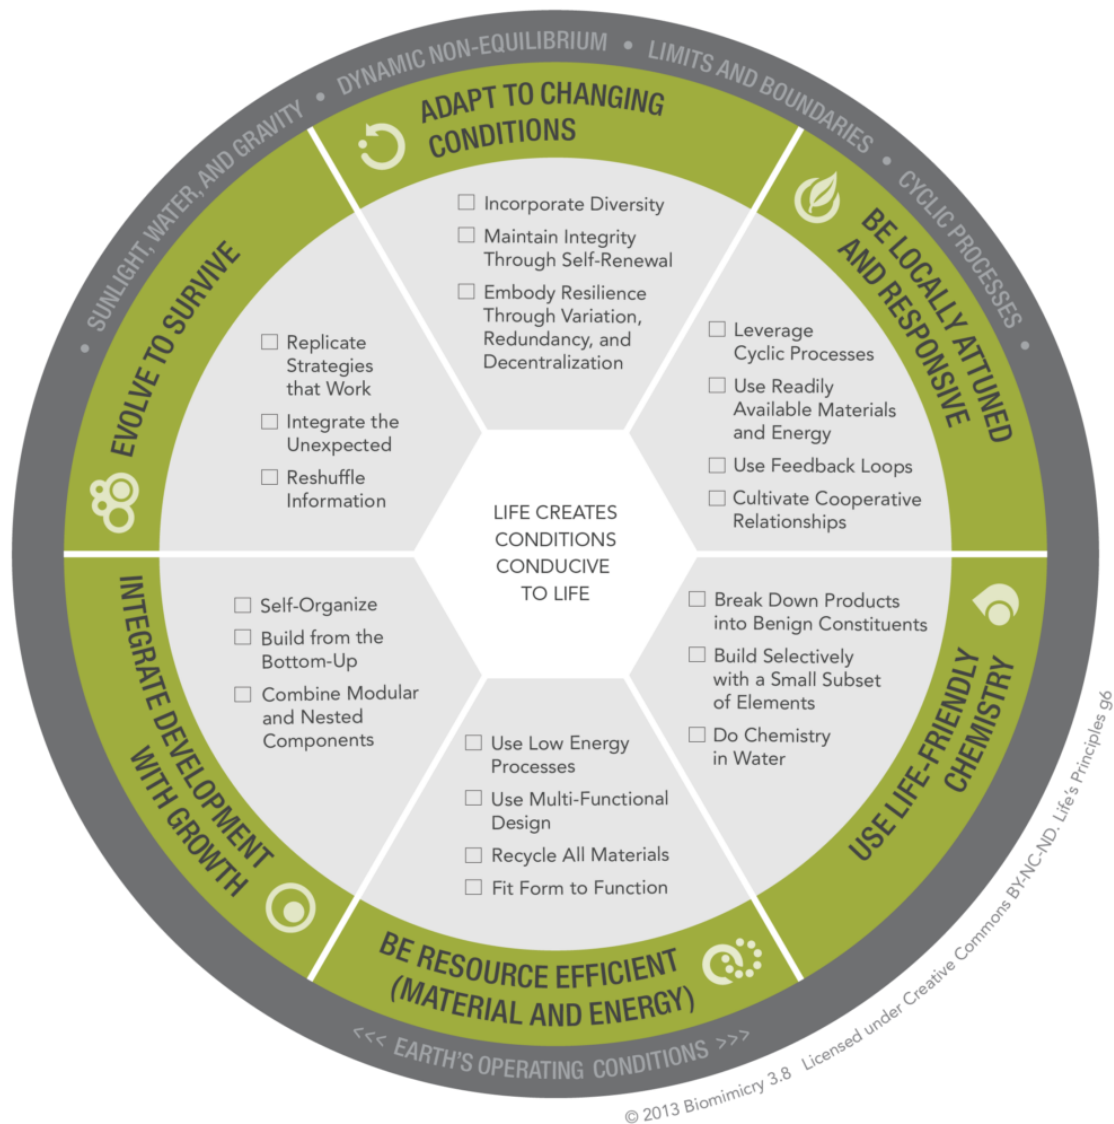 • SUNLIGHT, WATER, AND GRAVITY • DYNAMIC NON-EQUILIBRIUM • LIMITS AND BOUNDARIES • CYCLIC PROCESSES •
ADAPT TO CHANGING
CONDITIONS
Incorporate Diversity
Maintain Integrity
Through Self-Renewal
Embody Resilience
Through Variation,
Redundancy, and
Decentralization
BE LOCALLY ATTUNED
AND RESPONSIVE
Leverage
Cyclic Processes
Use Readily
Available Materials
and Energy
Use Feedback Loops
Cultivate Cooperative
Relationships
USE LIFE-FRIENDLY
CHEMISTRY
Break Down Products
into Benign Constituents
Build Selectively
with a Small Subset
of Elements
Do Chemistry
in Water
BE RESOURCE EFFICIENT
(MATERIAL AND ENERGY)
Use Low Energy
Processes
Use Multi-Functional
Design
Recycle All Materials
Fit Form to Function
INTEGRATE DEVELOPMENT
WITH GROWTH
Self-Organize
Build from the
Bottom-Up
Combine Modular
and Nested
Components
EVOLVE TO SURVIVE
Replicate
Strategies
that Work
Integrate the
Unexpected
Reshuffle
Information
LIFE CREATES
CONDITIONS
CONDUCIVE
TO LIFE
<<< EARTH'S OPERATING CONDITIONS >>>
© 2013 Biomimicry 3.8 Licensed under Creative Commons BY-NC-ND. Life's Principles g6